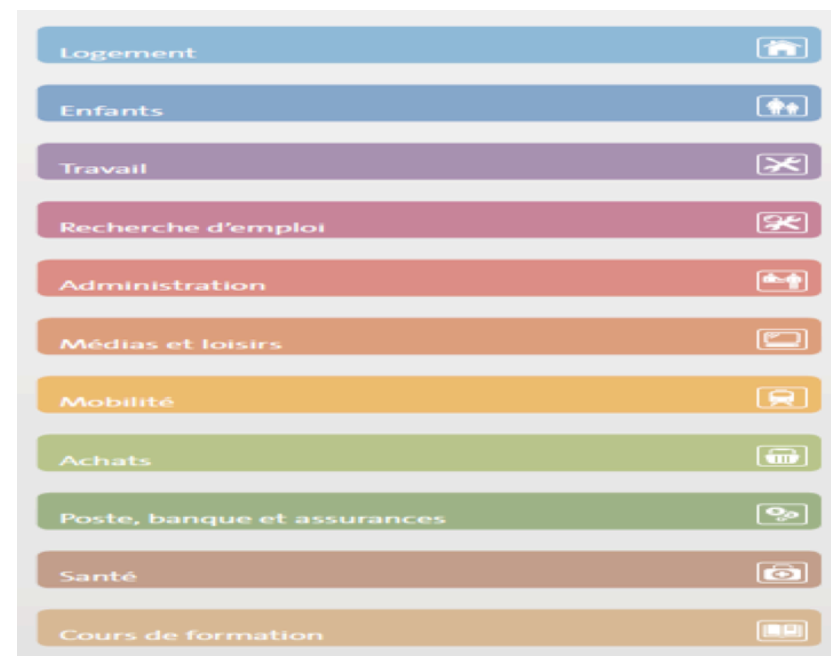 Logement
Enfants
Travail
Recherche d’emploi
Administration
Médias et loisirs
Mobilité
Achats
Poste, banque et assurances
Santé
Cours de formation